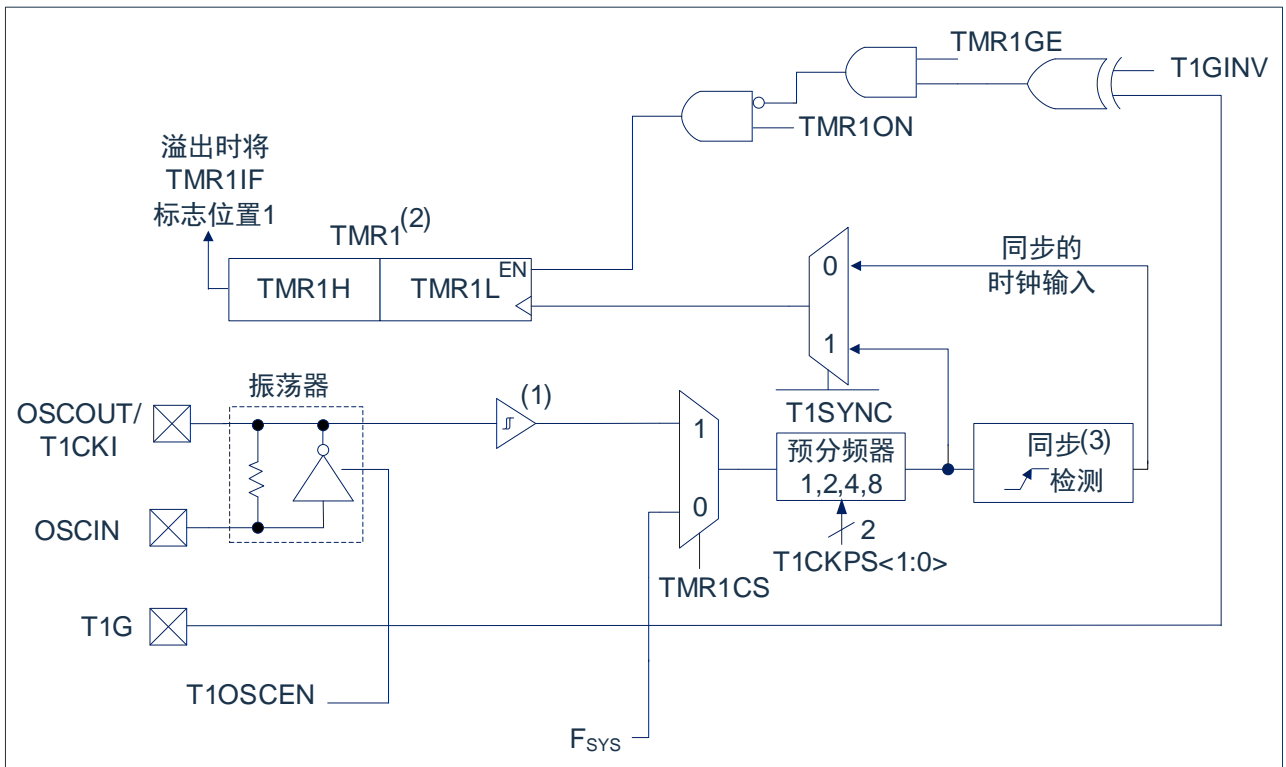 TMR1GE
T1GINV
TMR1ON
溢出时将
TMR1IF
标志位置1
TMR1(2)
EN
TMR1H
TMR1L
0
1
同步的
时钟输入
T1SYNC
振荡器
(1)
OSCOUT/
T1CKI
OSCIN
1
0
预分频器
1,2,4,8
同步(3)
检测
2
T1CKPS<1:0>
TMR1CS
T1G
T1OSCEN
FSYS